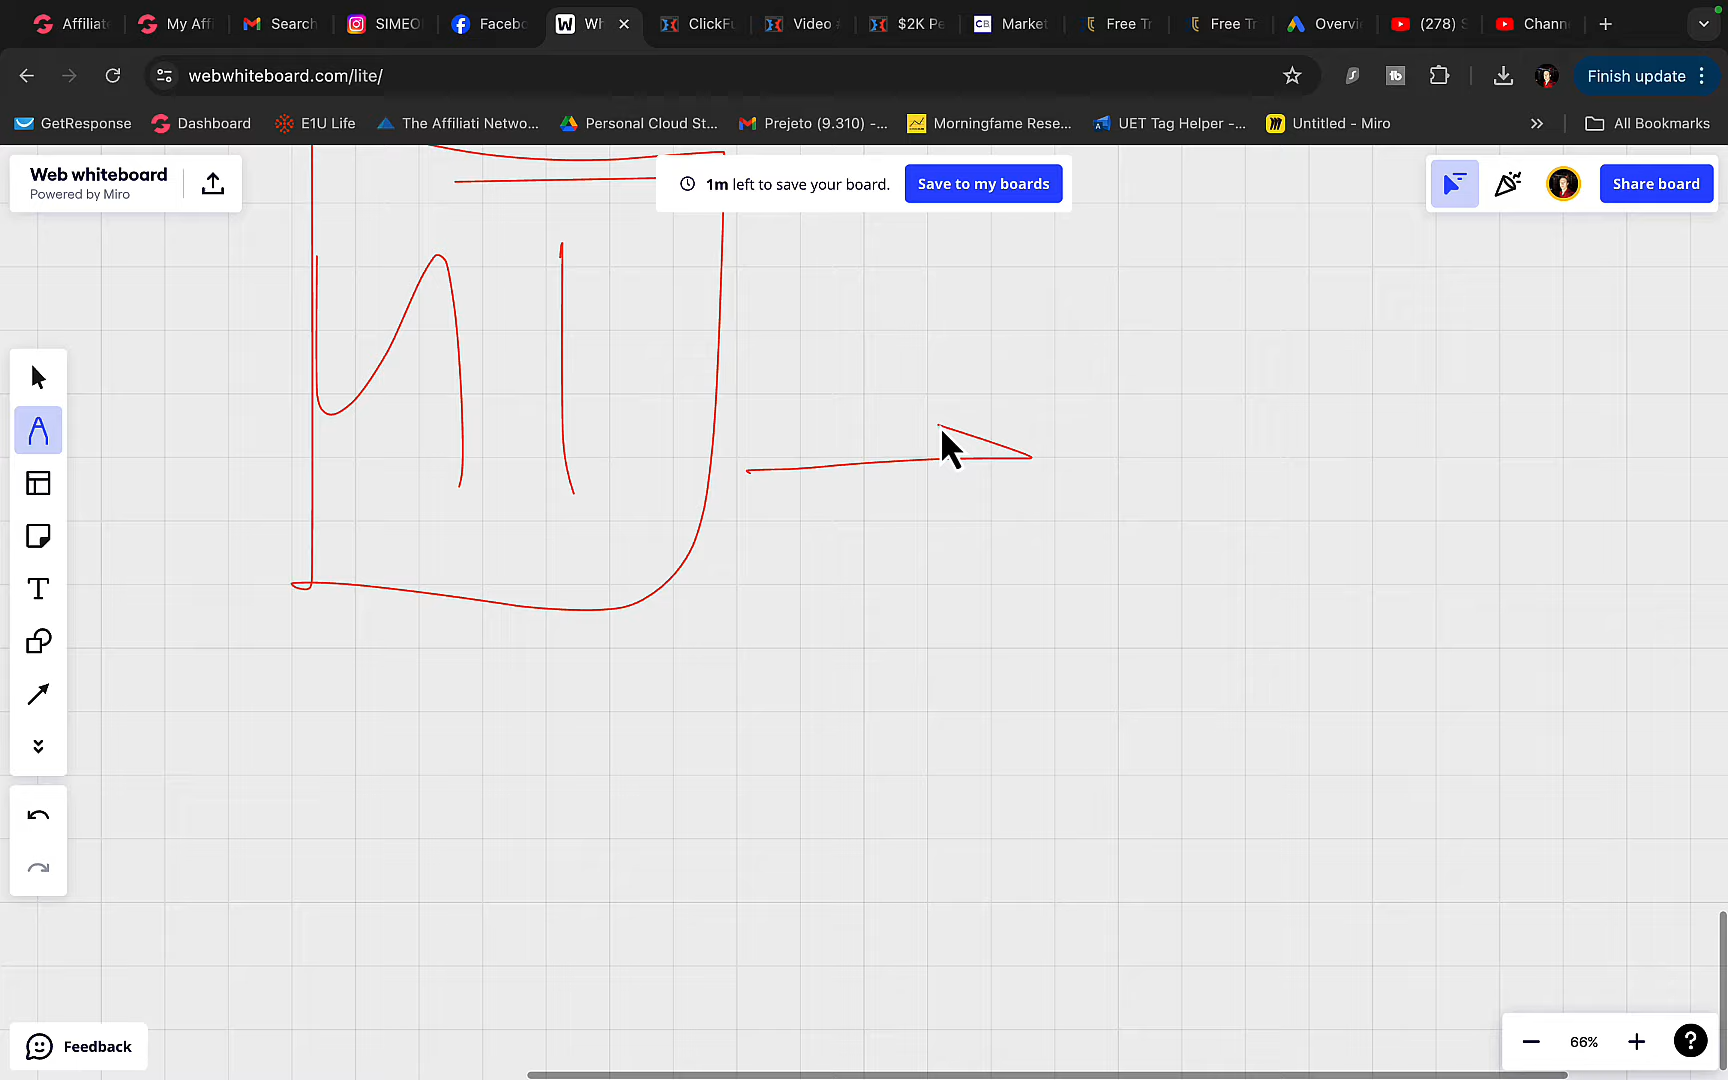 Affiliate My Affi Search SIMEO Facebo Wh ClickFu Video # $2K Pe Market Free Tr Free Tr Overvi (278) S Chann
webwhiteboard.com/lite/ Finish update
GetResponse Dashboard E1U Life The Affiliati Netwo... Personal Cloud St... Prejeto (9.310) -... Morningfame Rese... UET Tag Helper -... Untitled - Miro All Bookmarks
Web whiteboard
Powered by Miro
1m left to save your board. Save to my boards
Share board
Feedback
66%